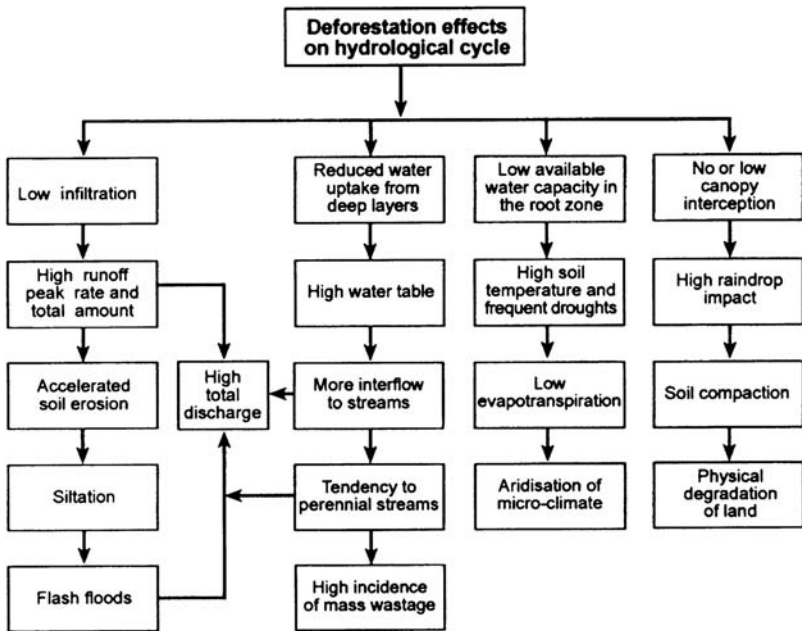 Deforestation effects
on hydrological cycle
Low infiltration
Reduced water
uptake from
deep layers
Low available
water capacity in
the root zone
No or low
canopy
interception
High runoff
peak rate and
total amount
High water table
High soil
temperature and
frequent droughts
High raindrop
impact
Accelerated
soil erosion
High
total
discharge
More interflow
to streams
Low
evapotranspiration
Soil compaction
Siltation
Tendency to
perennial streams
Aridisation of
micro-climate
Physical
degradation
of land
Flash floods
High incidence
of mass wastage